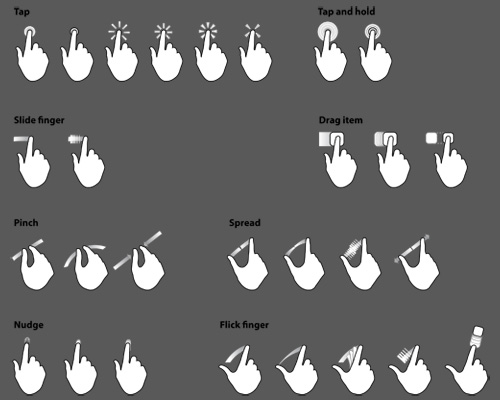 Tap
Tap and hold
Slide finger
Drag item
Pinch
Spread
Nudge
Flick finger